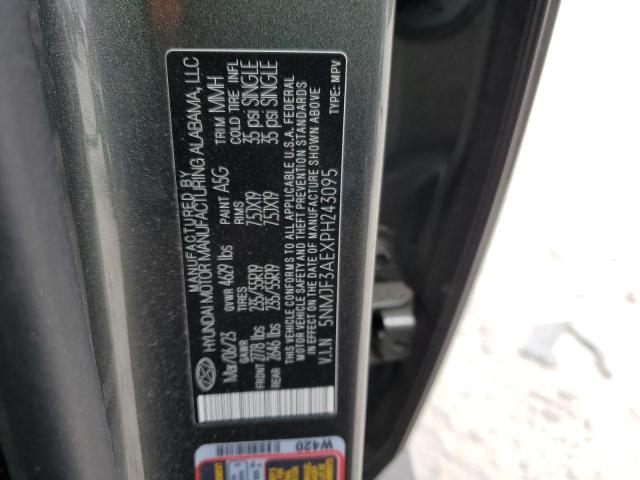 MANUFACTURED BY
HYUNDAI MOTOR MANUFACTURING ALABAMA, LLC
Mar/06/23 GVWR 4629 lbs PAINT A5G TRIM MMH
GAWR TIRES RIMS COLD TIRE INFL
FRONT 2778 lbs 235/55R19 7.5JX19 35 psi SINGLE
REAR 2646 lbs 235/55R19 7.5JX19 35 psi SINGLE
THIS VEHICLE CONFORMS TO ALL APPLICABLE U.S.A. FEDERAL
MOTOR VEHICLE SAFETY AND THEFT PREVENTION STANDARDS
IN EFFECT ON THE DATE OF MANUFACTURE SHOWN ABOVE
V.I.N 5NMJF3AEXPH243095 TYPE: MPV
W420